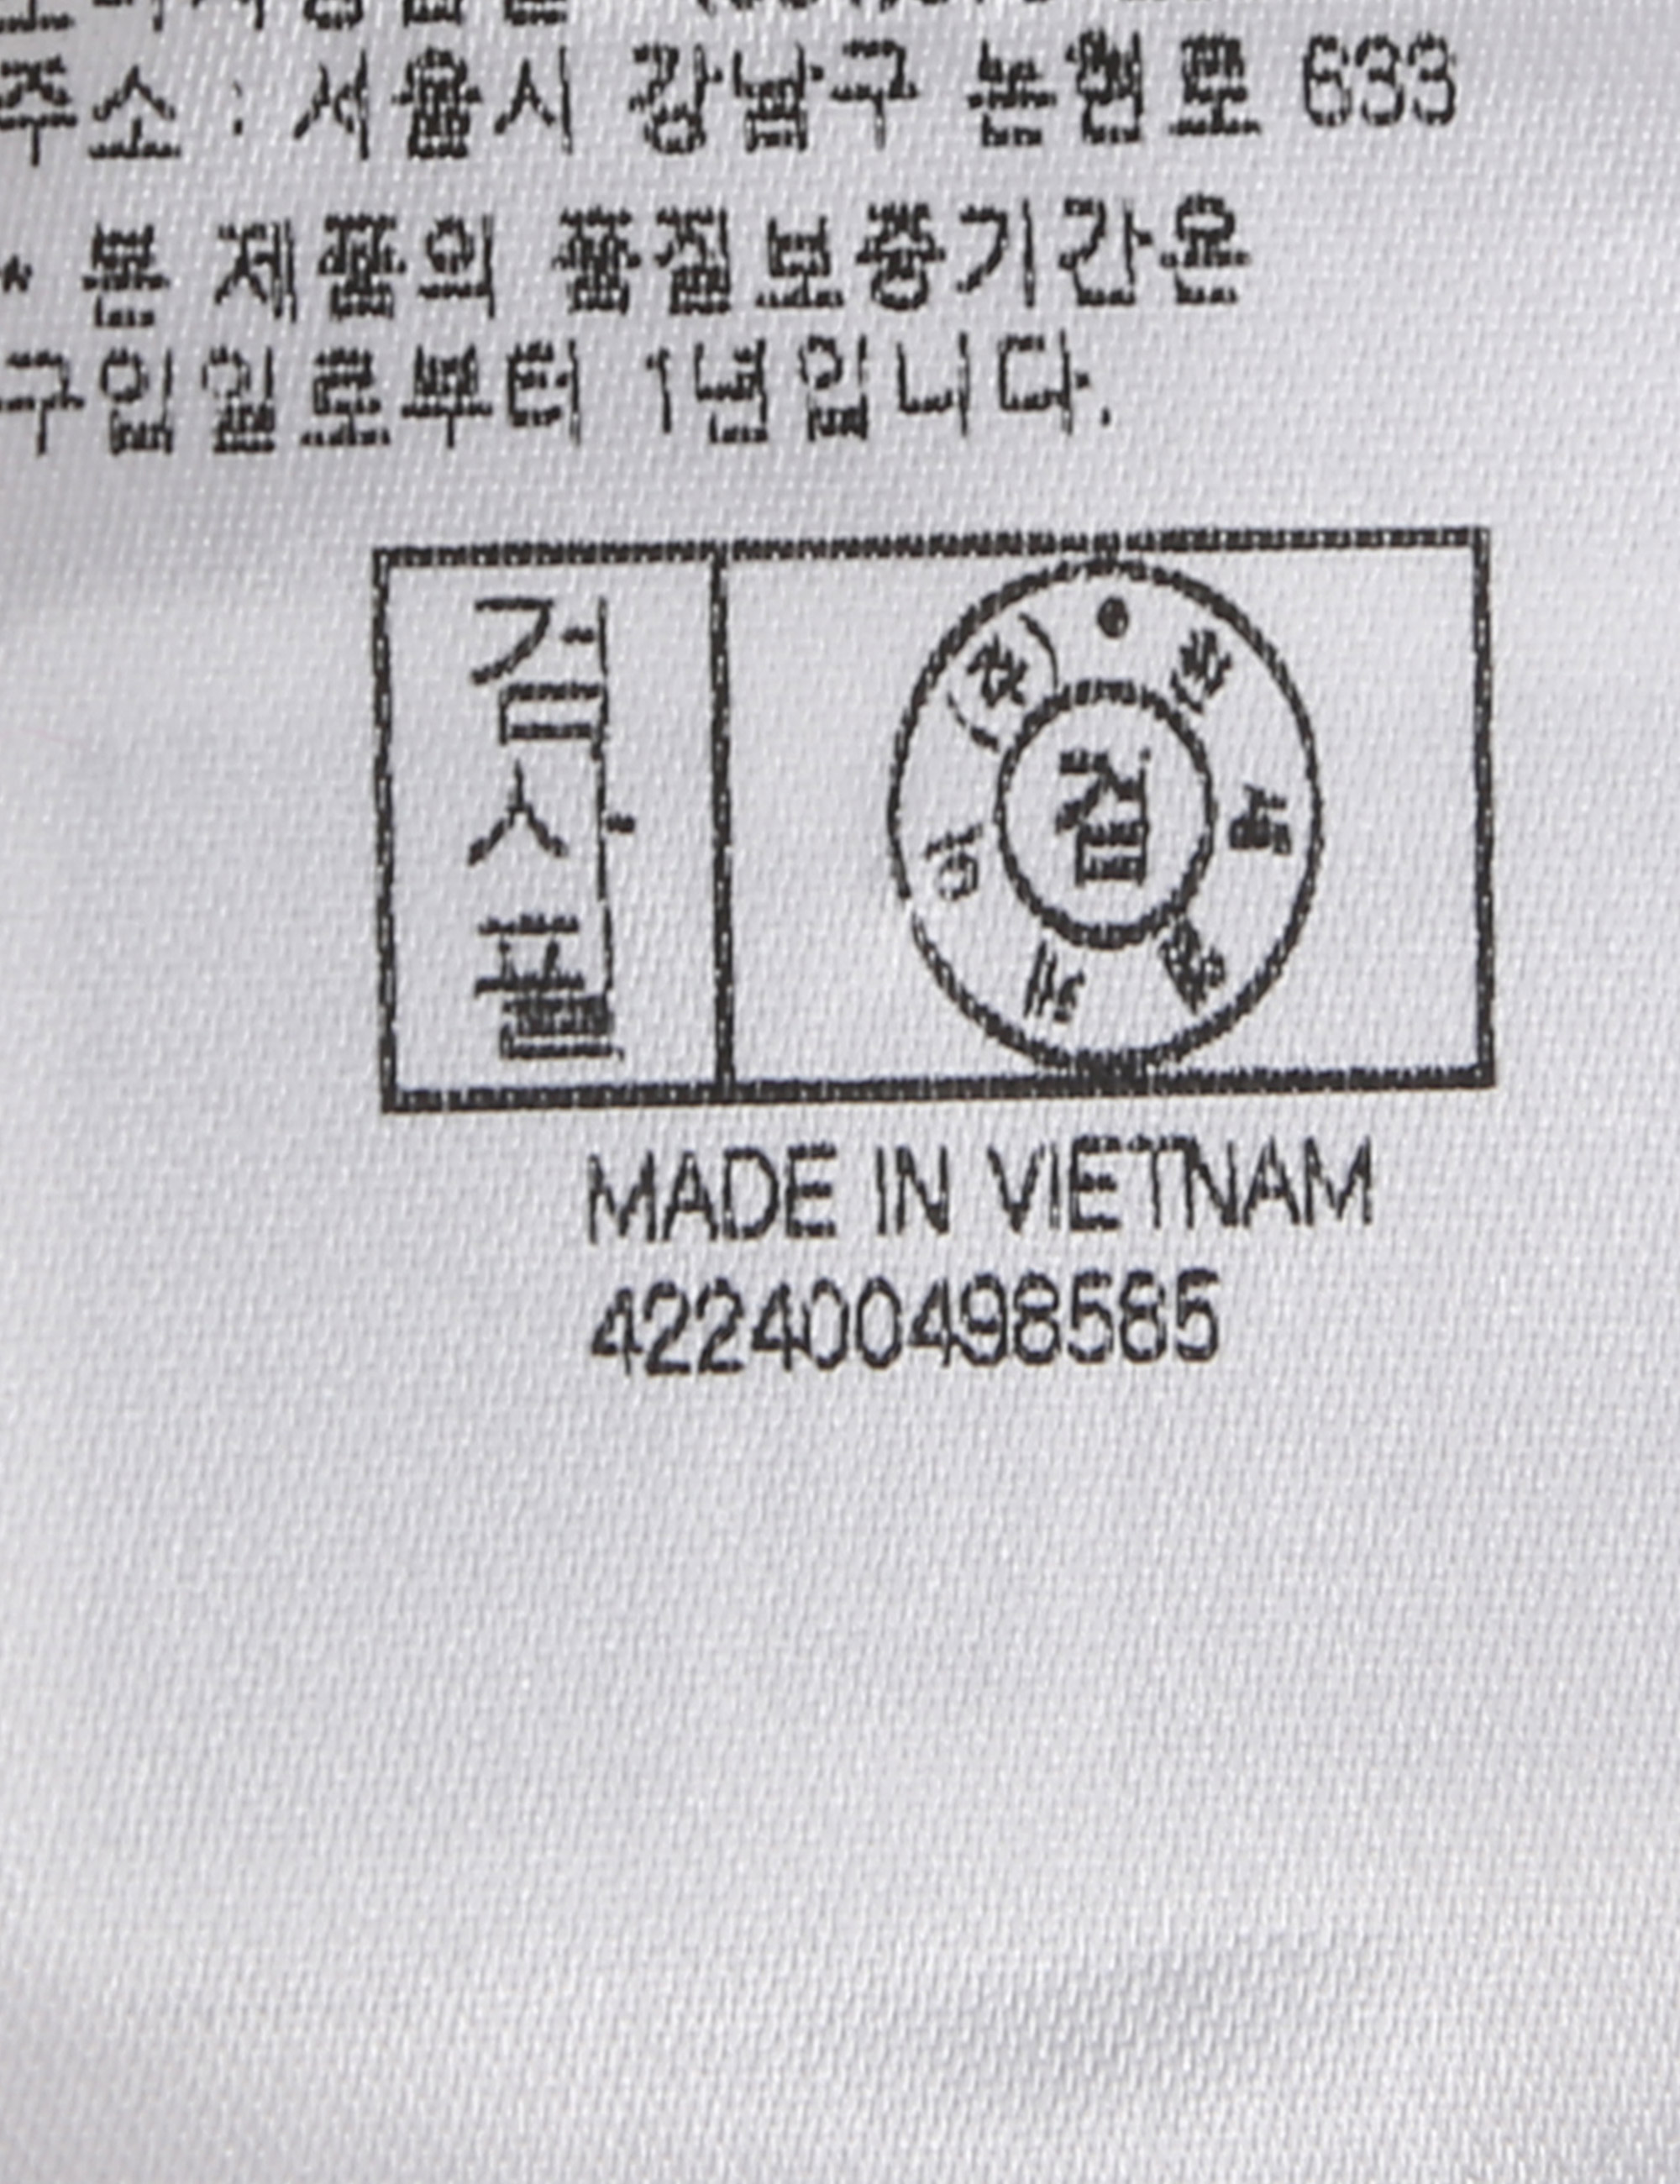 주소 : 서울시 강남구 논현로 633
* 본 제품의 품질보증기간은
구입일로부터 1년입니다.
검사필
검
MADE IN VIETNAM
422400498585